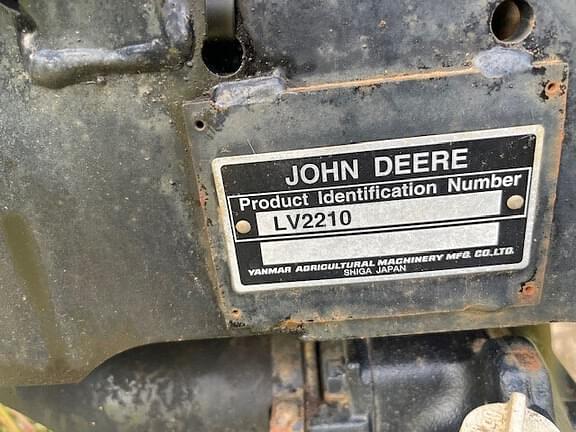 JOHN DEERE
Product Identification Number
LV2210
YANMAR AGRICULTURAL MACHINERY MFG. CO.LTD.
SHIGA JAPAN